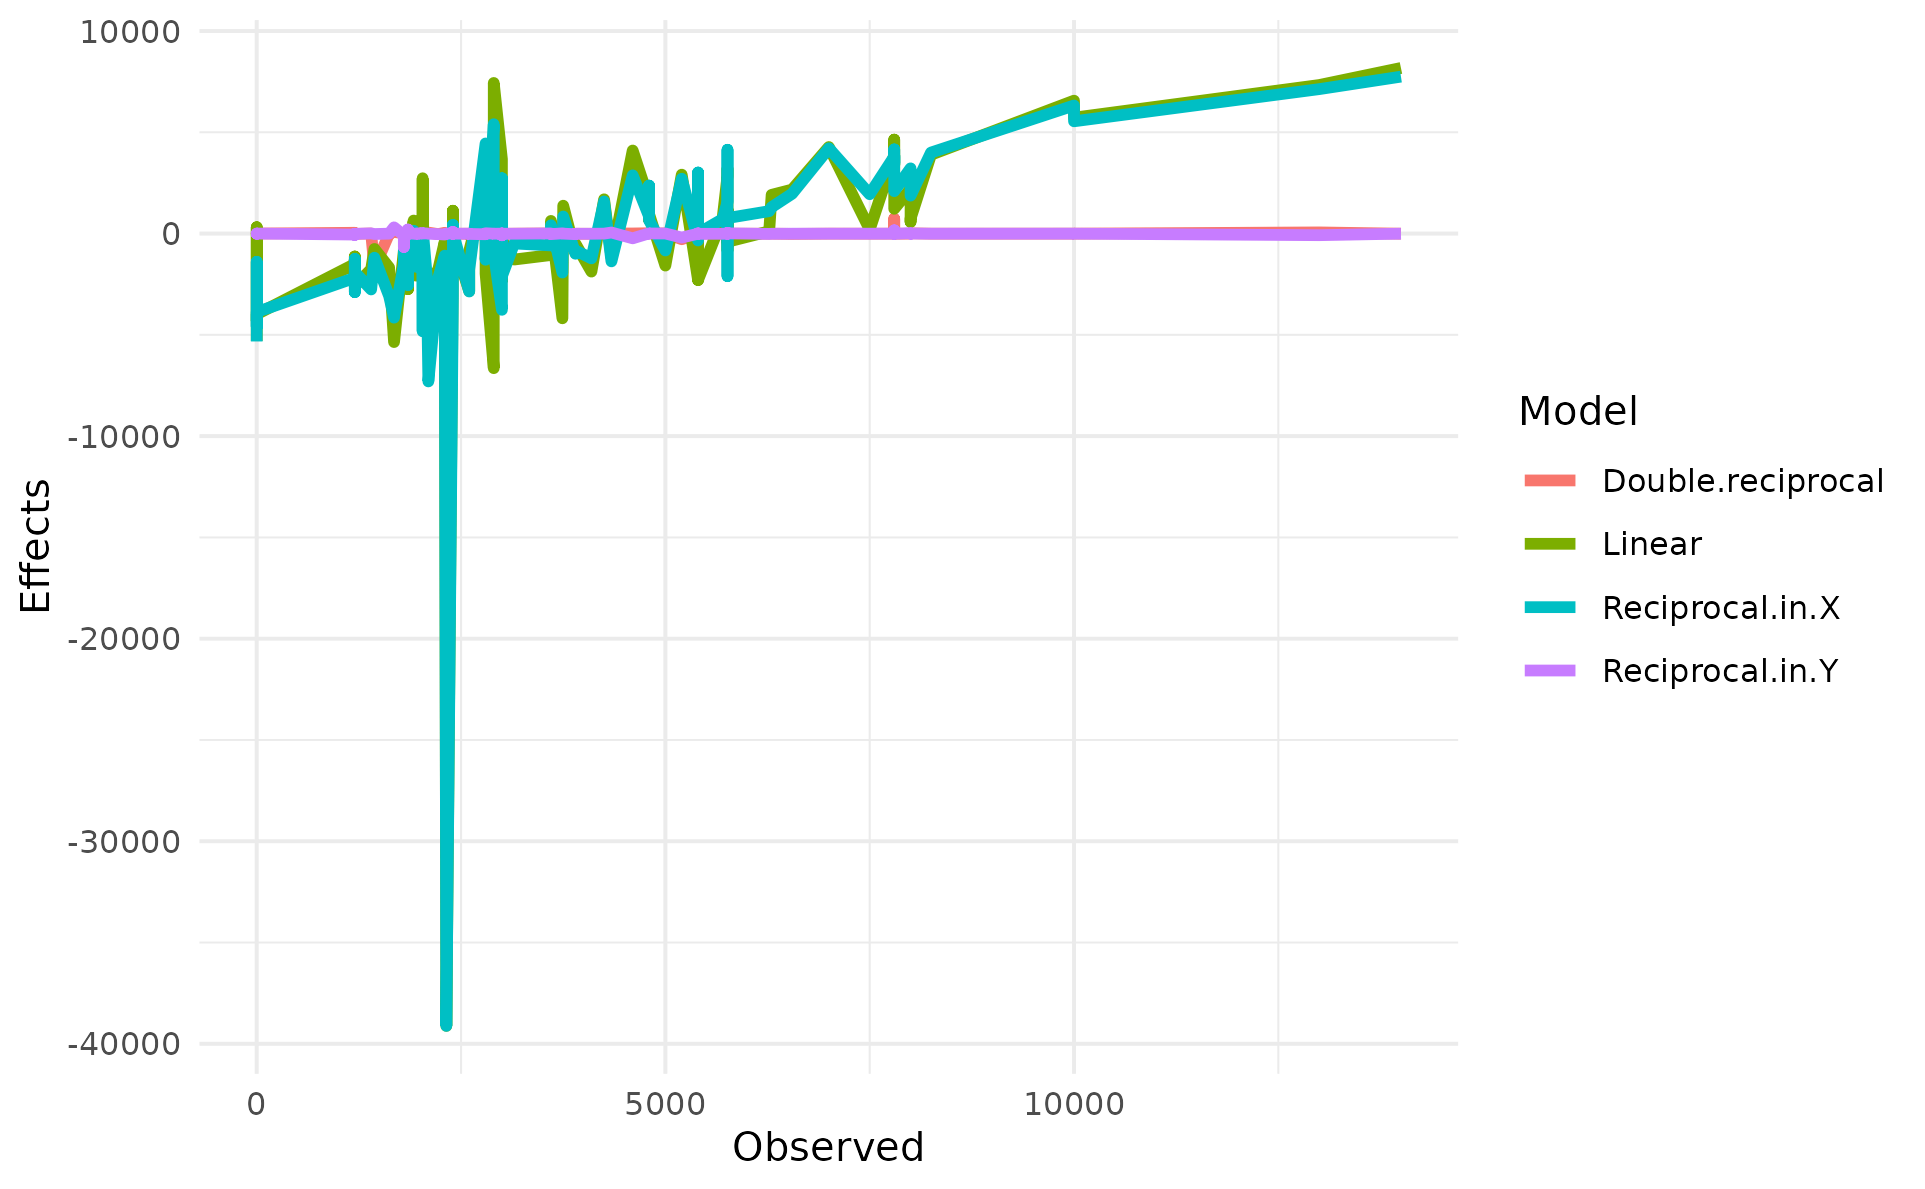 10000
0
-10000
-20000
-30000
-40000
Effects
0
5000
10000
Observed
Model
Double.reciprocal
Linear
Reciprocal.in.X
Reciprocal.in.Y